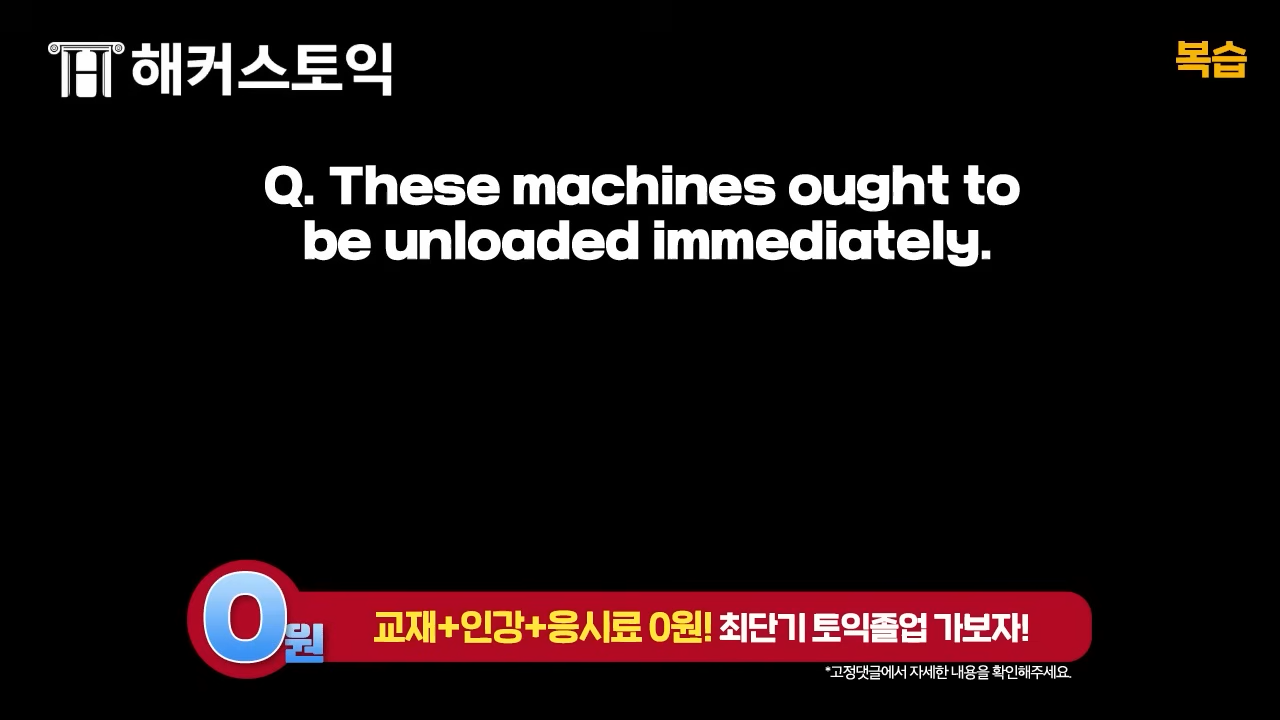 해커스토익
복습
Q. These machines ought to
be unloaded immediately.
0원
교재+인강+응시료 0원! 최단기 토익졸업 가보자!
*고정댓글에서 자세한 내용을 확인해주세요.